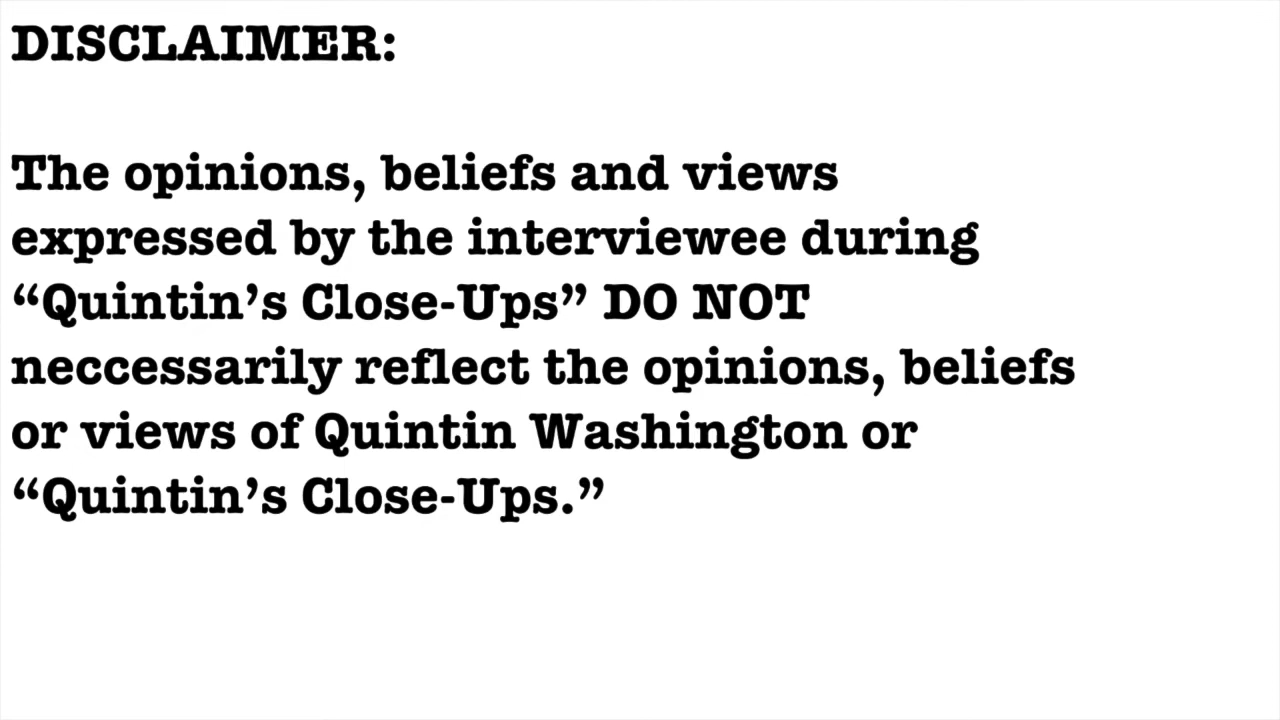 DISCLAIMER:
The opinions, beliefs and views
expressed by the interviewee during
“Quintin’s Close-Ups” DO NOT
neccessarily reflect the opinions, beliefs
or views of Quintin Washington or
“Quintin’s Close-Ups.”